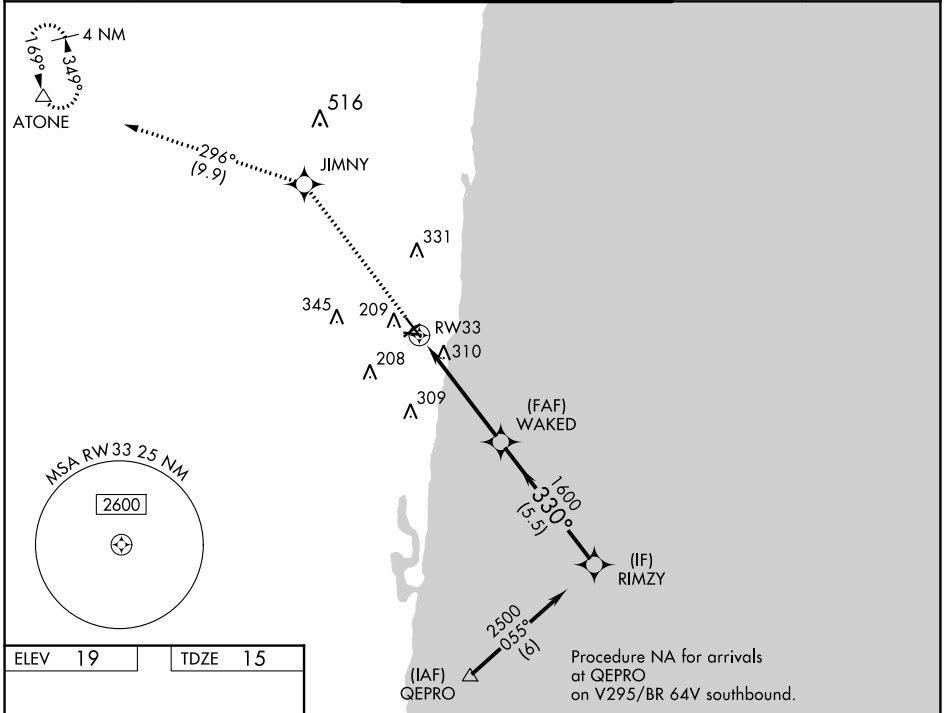 4 NM
169°
349°
ATONE
516
296°
(9.9)
JIMNY
331
345
209
RW33
310
208
309
(FAF)
WAKED
MSA RW33 25 NM
2600
1600
330°
(5.5)
(IF)
RIMZY
2500
055°
(6)
ELEV 19
TDZE 15
(IAF)
QEPRO
Procedure NA for arrivals
at QEPRO
on V295/BR 64V southbound.